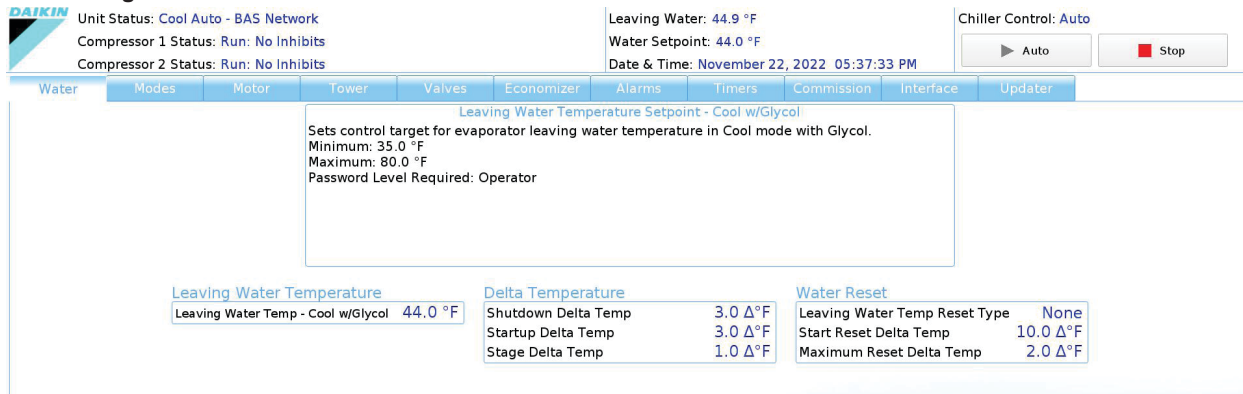 DAIKIN
Unit Status: Cool Auto - BAS Network
Compressor 1 Status: Run: No Inhibits
Compressor 2 Status: Run: No Inhibits
Leaving Water: 44.9 °F
Water Setpoint: 44.0 °F
Date & Time: November 22, 2022 05:37:33 PM
Chiller Control: Auto
Auto Stop
Water Modes Motor Tower Valves Economizer Alarms Timers Commission Interface Updater
Leaving Water Temperature Setpoint - Cool w/Glycol
Sets control target for evaporator leaving water temperature in Cool mode with Glycol.
Minimum: 35.0 °F
Maximum: 80.0 °F
Password Level Required: Operator
Leaving Water Temperature
Leaving Water Temp - Cool w/Glycol 44.0 °F
Delta Temperature
Shutdown Delta Temp 3.0 Δ°F
Startup Delta Temp 3.0 Δ°F
Stage Delta Temp 1.0 Δ°F
Water Reset
Leaving Water Temp Reset Type None
Start Reset Delta Temp 10.0 Δ°F
Maximum Reset Delta Temp 2.0 Δ°F